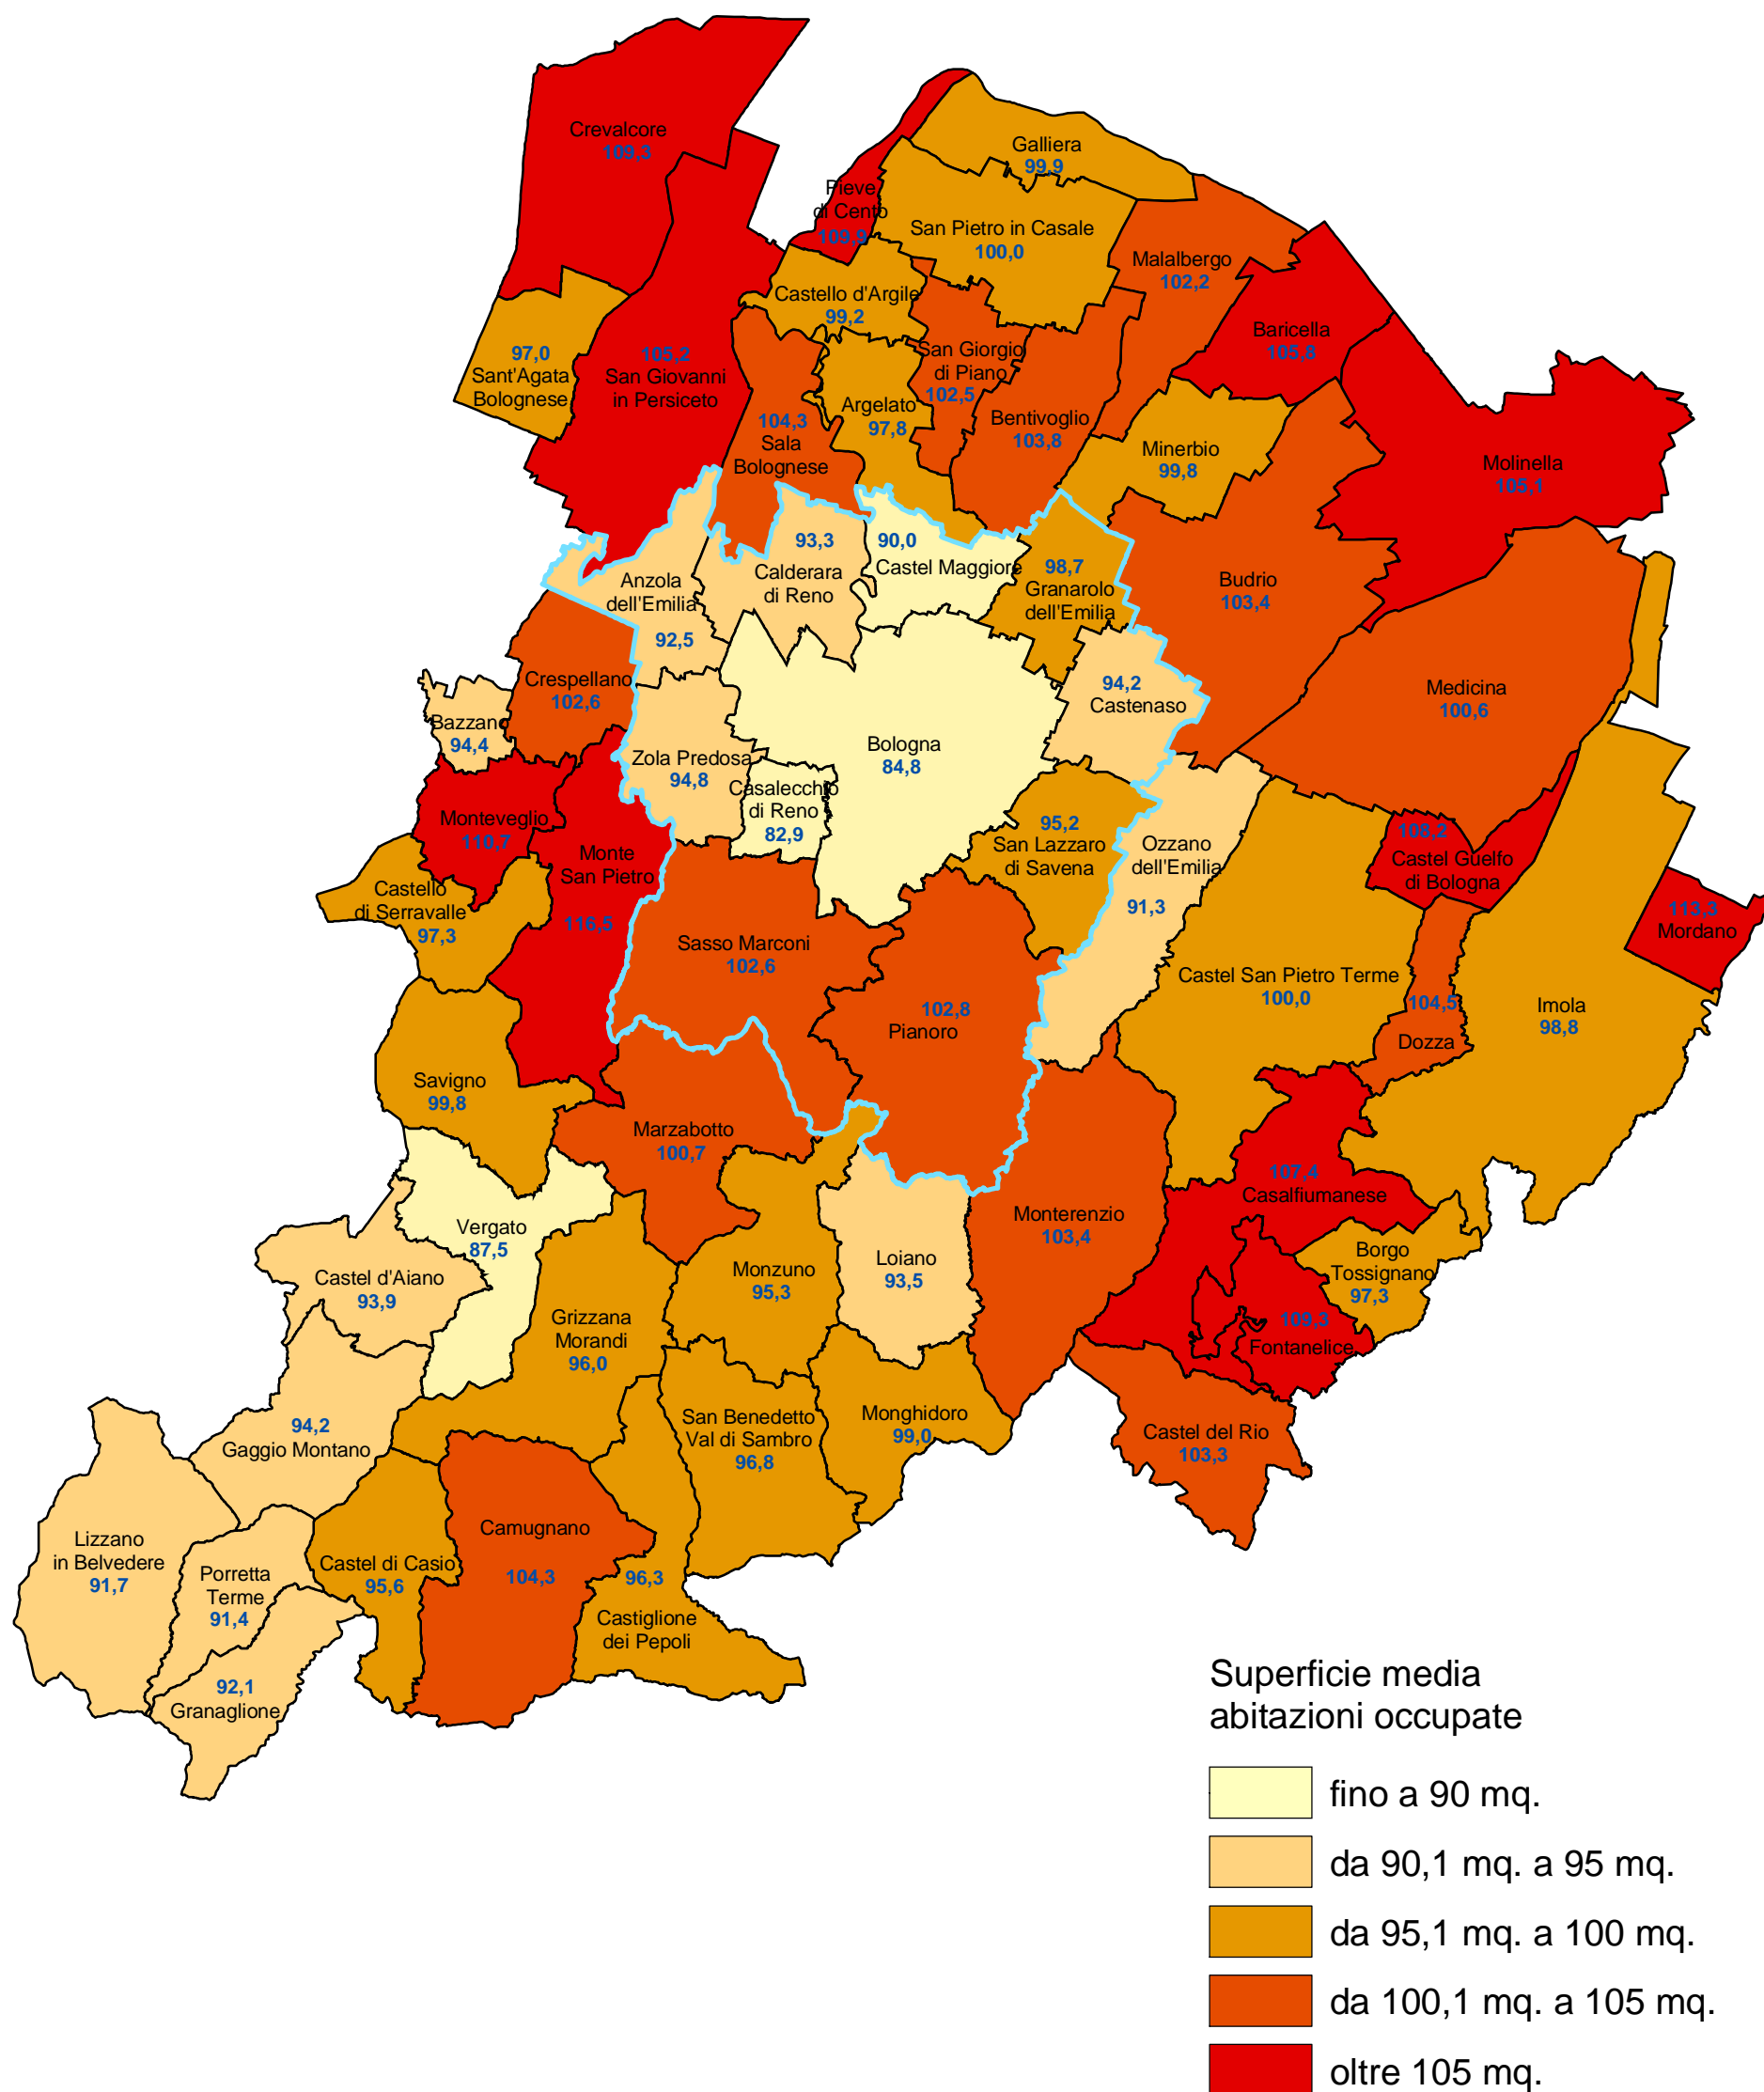 Crevalcore
109,3
Galliera
99,9
Pieve
di Cento
109,9
San Pietro in Casale
100,0
Malalbergo
102,2
Castello d'Argile
99,2
Baricella
105,8
97,0
Sant'Agata
Bolognese
105,2
San Giovanni
in Persiceto
San Giorgio
di Piano
102,5
Argelato
97,8
Bentivoglio
103,8
104,3
Sala
Bolognese
Minerbio
99,8
Molinella
105,1
93,3
Calderara
di Reno
90,0
Castel Maggiore
98,7
Granarolo
dell'Emilia
Budrio
103,4
Anzola
dell'Emilia
92,5
Crespellano
102,6
94,2
Castenaso
Medicina
100,6
Bazzano
94,4
Bologna
84,8
Zola Predosa
94,8
Casalecchio
di Reno
82,9
Monteveglio
110,7
Monte
San Pietro
116,5
95,2
San Lazzaro
di Savena
Ozzano
dell'Emilia
91,3
108,2
Castel Guelfo
di Bologna
Castello
di Serravalle
97,3
113,3
Mordano
Sasso Marconi
102,6
102,8
Pianoro
Castel San Pietro Terme
100,0
104,5
Dozza
Imola
98,8
Savigno
99,8
Marzabotto
100,7
107,4
Casalfiumanese
Vergato
87,5
Monterenzio
103,4
Castel d'Aiano
93,9
Monzuno
95,3
Loiano
93,5
Borgo
Tossignano
97,3
Grizzana
Morandi
96,0
109,3
Fontanelice
94,2
Gaggio Montano
San Benedetto
Val di Sambro
96,8
Monghidoro
99,0
Castel del Rio
103,3
Lizzano
in Belvedere
91,7
Porretta
Terme
91,4
Castel di Casio
95,6
Camugnano
104,3
96,3
Castiglione
dei Pepoli
92,1
Granaglione
Superficie media
abitazioni occupate
fino a 90 mq.
da 90,1 mq. a 95 mq.
da 95,1 mq. a 100 mq.
da 100,1 mq. a 105 mq.
oltre 105 mq.